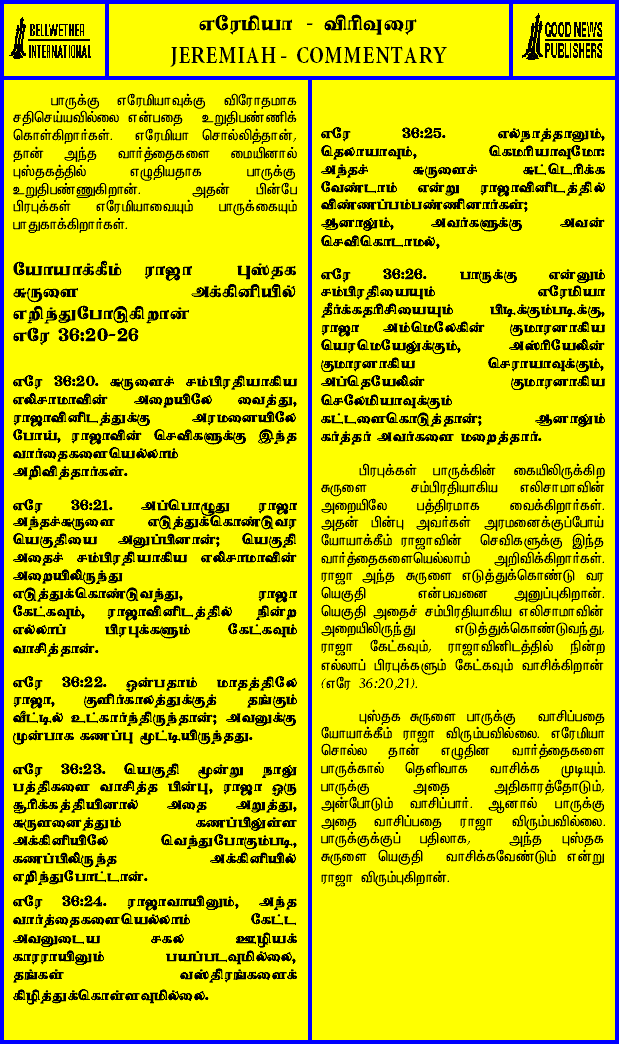 BELLWETHER
INTERNATIONAL
எரேமியா - விரிவுரை
JEREMIAH - COMMENTARY
GOOD NEWS
PUBLISHERS
பாருக்கு எரேமியாவுக்கு விரோதமாக
சதிசெய்யவில்லை என்பதை உறுதிபண்ணிக்
கொள்கிறார்கள். எரேமியா சொல்லித்தான்,
தான் அந்த வார்த்தைகளை மையினால்
புஸ்தகத்தில் எழுதியதாக பாருக்கு
உறுதிபண்ணுகிறான். அதன் பின்பே
பிரபுக்கள் எரேமியாவையும் பாருக்கையும்
பாதுகாக்கிறார்கள்.
யோயாக்கீம் ராஜா புஸ்தக
சுருளை அக்கினியில்
எறிந்துபோடுகிறான்
எரே 36:20-26
எரே 36:20. சுருளைச் சம்பிரதியாகிய
எலிசாமாவின் அறையிலே வைத்து,
ராஜாவினிடத்துக்கு அரமனையிலே
போய், ராஜாவின் செவிகளுக்கு இந்த
வார்தைகளையெல்லாம்
அறிவித்தார்கள்.
எரே 36:21. அப்பொழுது ராஜா
அந்தச்சுருளை எடுத்துக்கொண்டுவர
யெகுதியை அனுப்பினான்; யெகுதி
அதைச் சம்பிரதியாகிய எலிசாமாவின்
அறையிலிருந்து
எடுத்துக்கொண்டுவந்து, ராஜா
கேட்கவும், ராஜாவினிடத்தில் நின்ற
எல்லாப் பிரபுக்களும் கேட்கவும்
வாசித்தான்.
எரே 36:22. ஒன்பதாம் மாதத்திலே
ராஜா, குளிர்காலத்துக்குத் தங்கும்
வீட்டில் உட்கார்ந்திருந்தான்; அவனுக்கு
முன்பாக கணப்பு மூட்டியிருந்தது.
எரே 36:23. யெகுதி மூன்று நாலு
பத்திகளை வாசித்த பின்பு, ராஜா ஒரு
சூரிக்கத்தியினால் அதை அறுத்து,
சுருளனைத்தும் கணப்பிலுள்ள
அக்கினியிலே வெந்துபோகும்படி,
கணப்பிலிருந்த அக்கினியில்
எறிந்துபோட்டான்.
எரே 36:24. ராஜாவாயினும், அந்த
வார்த்தைகளையெல்லாம் கேட்ட
அவனுடைய சகல ஊழியக்
காரராயினும் பயப்படவுமில்லை,
தங்கள் வஸ்திரங்களைக்
கிழித்துக்கொள்ளவுமில்லை.
எரே 36:25. எல்நாத்தானும்,
தெலாயாவும், கெமரியாவுமோ:
அந்தச் சுருளைச் சுட்டெரிக்க
வேண்டாம் என்று ராஜாவினிடத்தில்
விண்ணப்பம்பண்ணினார்கள்;
ஆனாலும், அவர்களுக்கு அவன்
செவிகொடாமல்,
எரே 36:26. பாருக்கு என்னும்
சம்பிரதியையும் எரேமியா
தீர்க்கதரிசியையும் பிடிக்கும்படிக்கு,
ராஜா அம்மெலேகின் குமாரனாகிய
யெரமெயேலுக்கும், அஸ்ரியேலின்
குமாரனாகிய செராயாவுக்கும்,
அப்தெயேலின் குமாரனாகிய
செலேமியாவுக்கும்
கட்டளைகொடுத்தான்; ஆனாலும்
கர்த்தர் அவர்களை மறைத்தார்.
பிரபுக்கள் பாருக்கின் கையிலிருக்கிற
சுருளை சம்பிரதியாகிய எலிசாமாவின்
அறையிலே பத்திரமாக வைக்கிறார்கள்.
அதன் பின்பு அவர்கள் அரமனைக்குப்போய்
யோயாக்கீம் ராஜாவின் செவிகளுக்கு இந்த
வார்த்தைகளையெல்லாம் அறிவிக்கிறார்கள்.
ராஜா அந்த சுருளை எடுத்துக்கொண்டு வர
யெகுதி என்பவனை அனுப்புகிறான்.
யெகுதி அதைச் சம்பிரதியாகிய எலிசாமாவின்
அறையிலிருந்து எடுத்துக்கொண்டுவந்து,
ராஜா கேட்கவும், ராஜாவினிடத்தில் நின்ற
எல்லாப் பிரபுக்களும் கேட்கவும் வாசிக்கிறான்
(எரே 36:20,21).
புஸ்தக சுருளை பாருக்கு வாசிப்பதை
யோயாக்கீம் ராஜா விரும்பவில்லை. எரேமியா
சொல்ல தான் எழுதின வார்த்தைகளை
பாருக்கால் தெளிவாக வாசிக்க முடியும்.
பாருக்கு அதை அதிகாரத்தோடும்,
அன்போடும் வாசிப்பார். ஆனால் பாருக்கு
அதை வாசிப்பதை ராஜா விரும்பவில்லை.
பாருக்குக்குப் பதிலாக, அந்த புஸ்தக
சுருளை யெகுதி வாசிக்கவேண்டும் என்று
ராஜா விரும்புகிறான்.